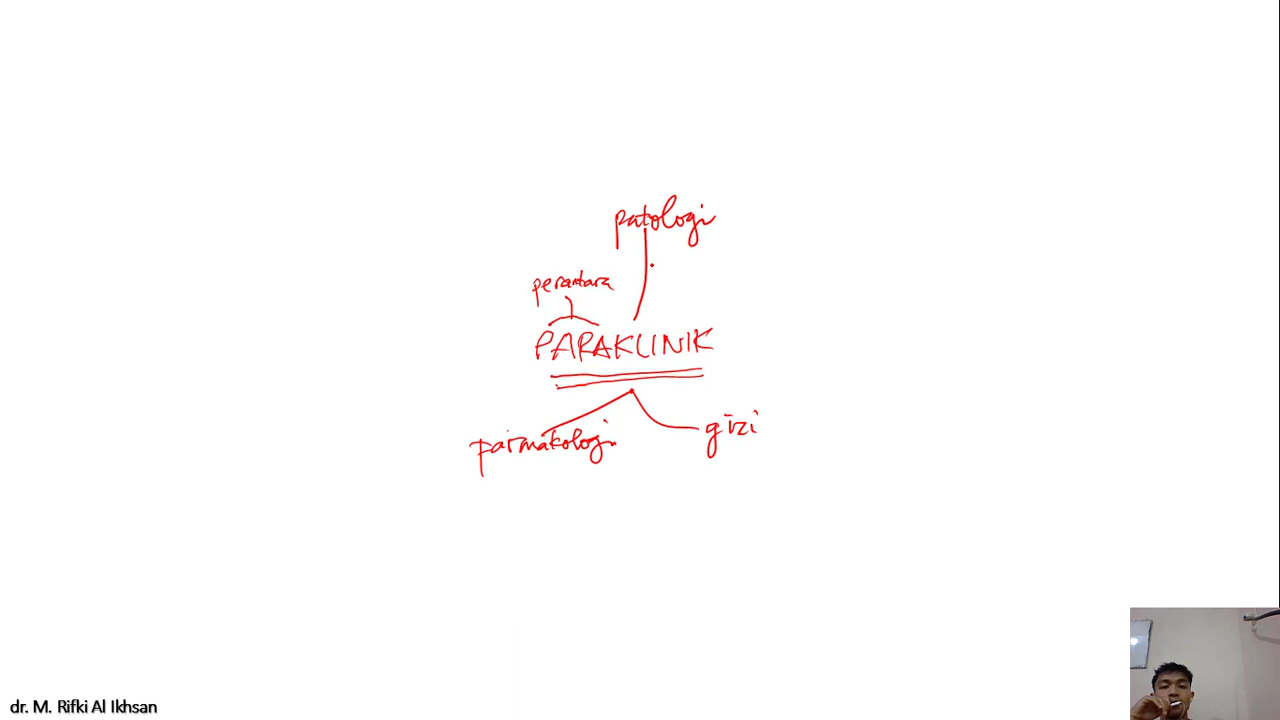 patologi
perantara
PARAKLINIK
farmakologi
gizi
dr. M. Rifki Al Ikhsan